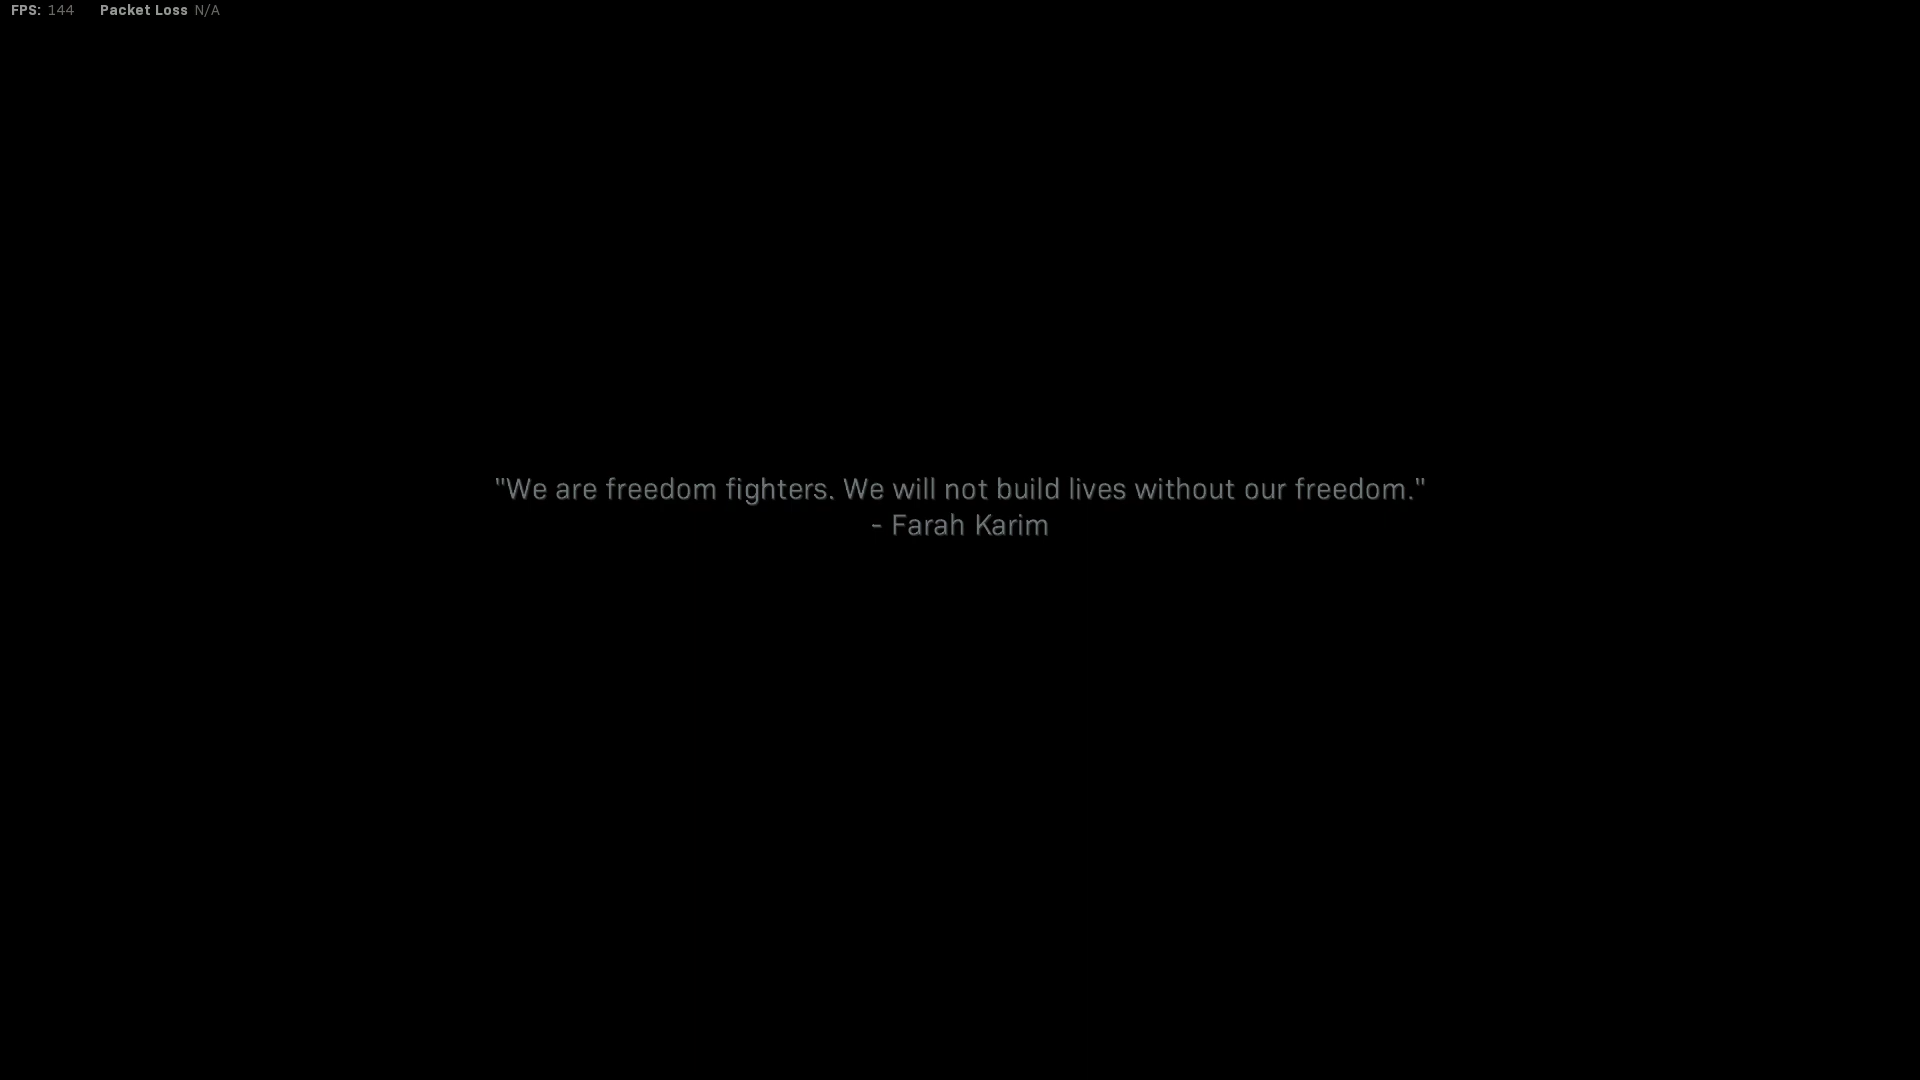 FPS: 144 Packet Loss N/A
"We are freedom fighters. We will not build lives without our freedom."
- Farah Karim